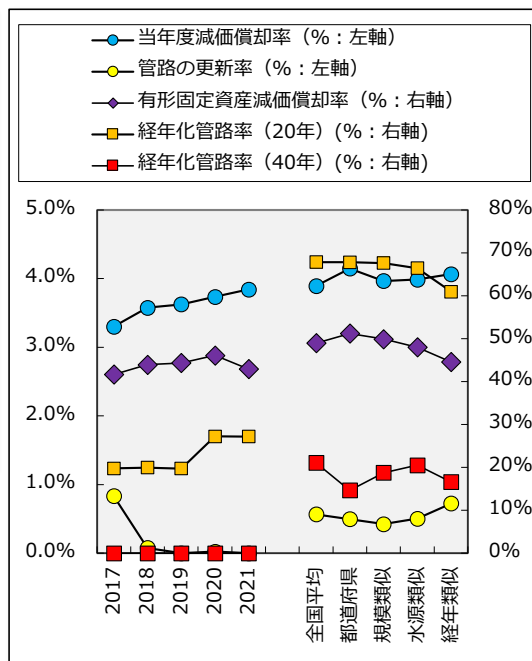 当年度減価償却率（%：左軸）
管路の更新率（%：左軸）
有形固定資産減価償却率（%：右軸）
経年化管路率（20年）(%：右軸)
経年化管路率（40年）(%：右軸)
5.0%
4.0%
3.0%
2.0%
1.0%
0.0%
80%
70%
60%
50%
40%
30%
20%
10%
0%
2017
2018
2019
2020
2021
全国平均
都道府県
規模類似
水源類似
経年類似